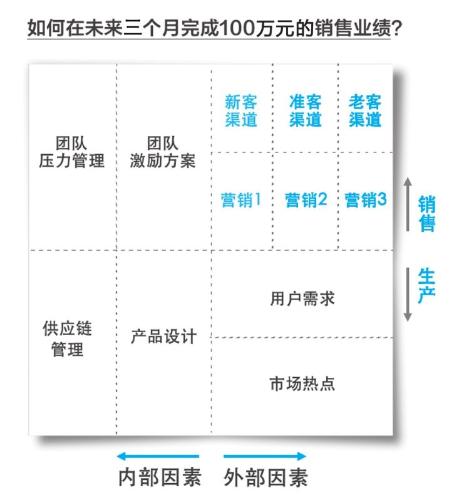 如何在未来三个月完成100万元的销售业绩?
团队
压力管理
团队
激励方案
新客
渠道
准客
渠道
老客
渠道
营销1
营销2
营销3
销售
生产
供应链
管理
产品设计
用户需求
市场热点
内部因素
外部因素